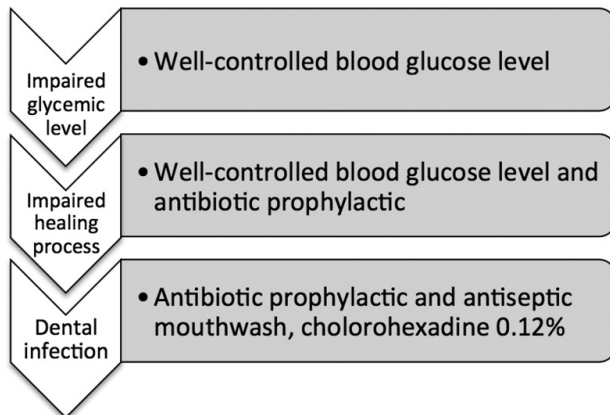 Impaired
glycemic
level
• Well-controlled blood glucose level
Impaired
healing
process
• Well-controlled blood glucose level and
antibiotic prophylactic
Dental
infection
• Antibiotic prophylactic and antiseptic
mouthwash, cholorohexadine 0.12%